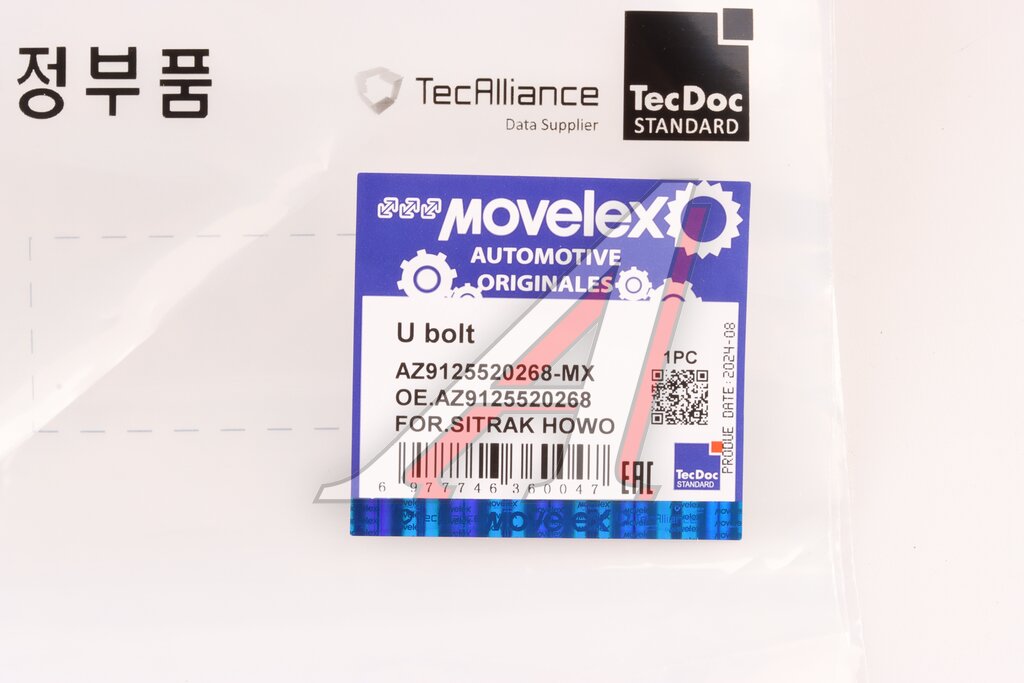 정부품
TecAlliance
Data Supplier
TecDoc
STANDARD
MOVELEX
AUTOMOTIVE
ORIGINALES
U bolt
AZ9125520268-MX
OE.AZ9125520268
FOR.SITRAK HOWO
1PC
PRODUE DATE:2024-08
6 977746 360047
EAC
TecDoc
STANDARD
TecAlliance
movelex